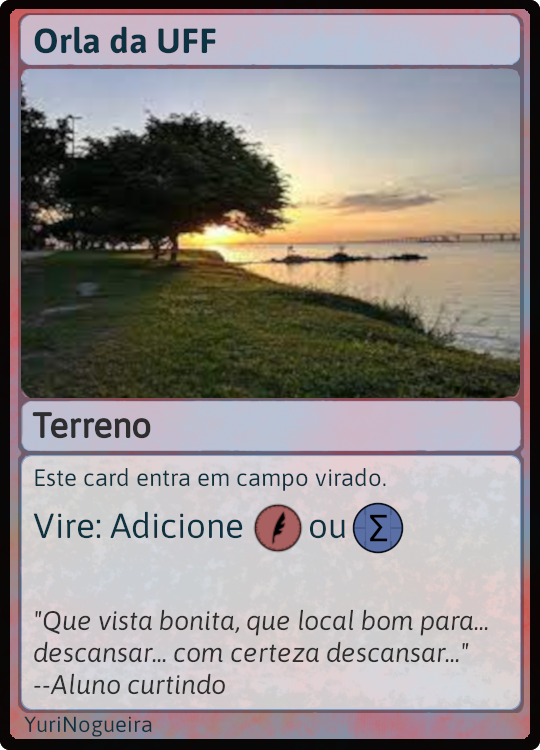 Orla da UFF
Terreno
Este card entra em campo virado.
Vire: Adicione ou Σ
"Que vista bonita, que local bom para...
descansar... com certeza descansar..."
--Aluno curtindo
YuriNogueira